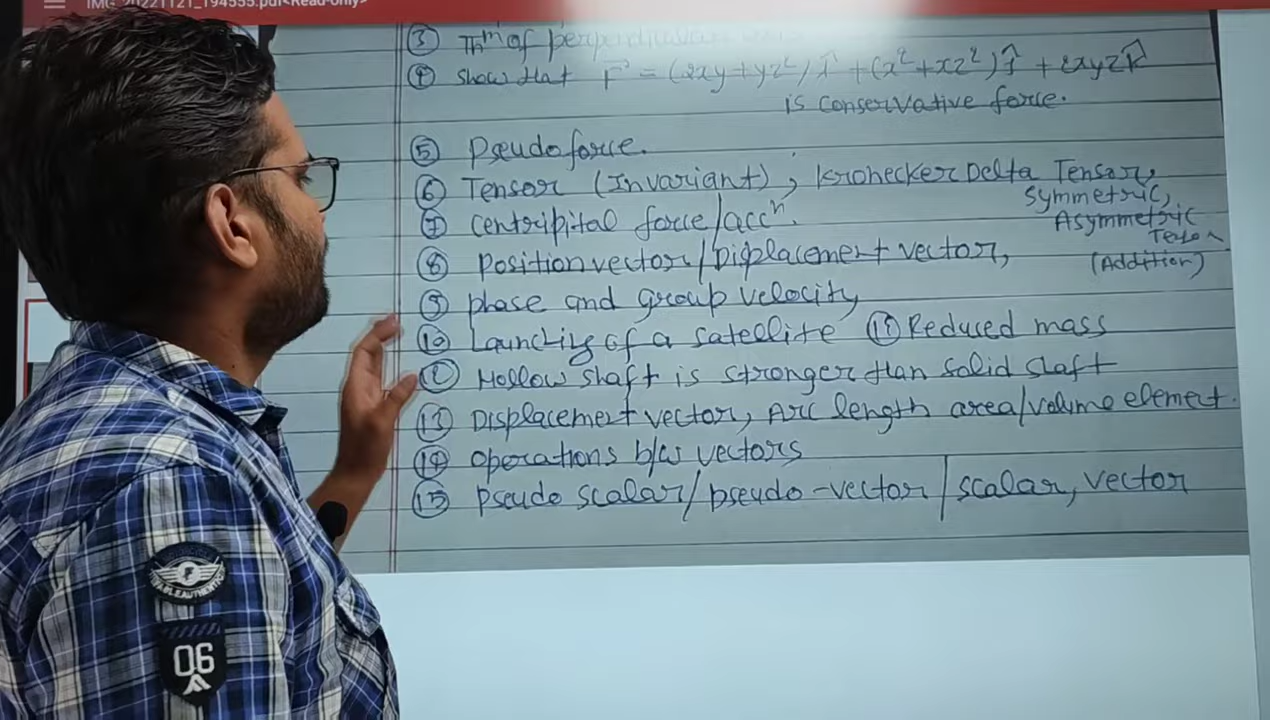 IMG_20221121_194555.pdf<Read-only>
③ Thm of perpendicular
④ Show that F = (2xy+yz²) î + (x²+xz²) ĵ + 2xyz k̂
is conservative force.
⑤ Pseudo force.
⑥ Tensor (Invariant), Kronecker Delta Tensor,
Symmetric,
Asymmetric
(Addition)
⑦ Centripital force/accⁿ.
⑧ Position vector/Displacement vector,
⑨ phase and group velocity
⑩ Launching of a satellite ⑪ Reduced mass
Hollow shaft is stronger than solid shaft
⑬ Displacement vector, Arc length area/volume element.
⑭ operations b/w vectors
⑮ Pseudo scalar/pseudo-vector/scalar, vector
06